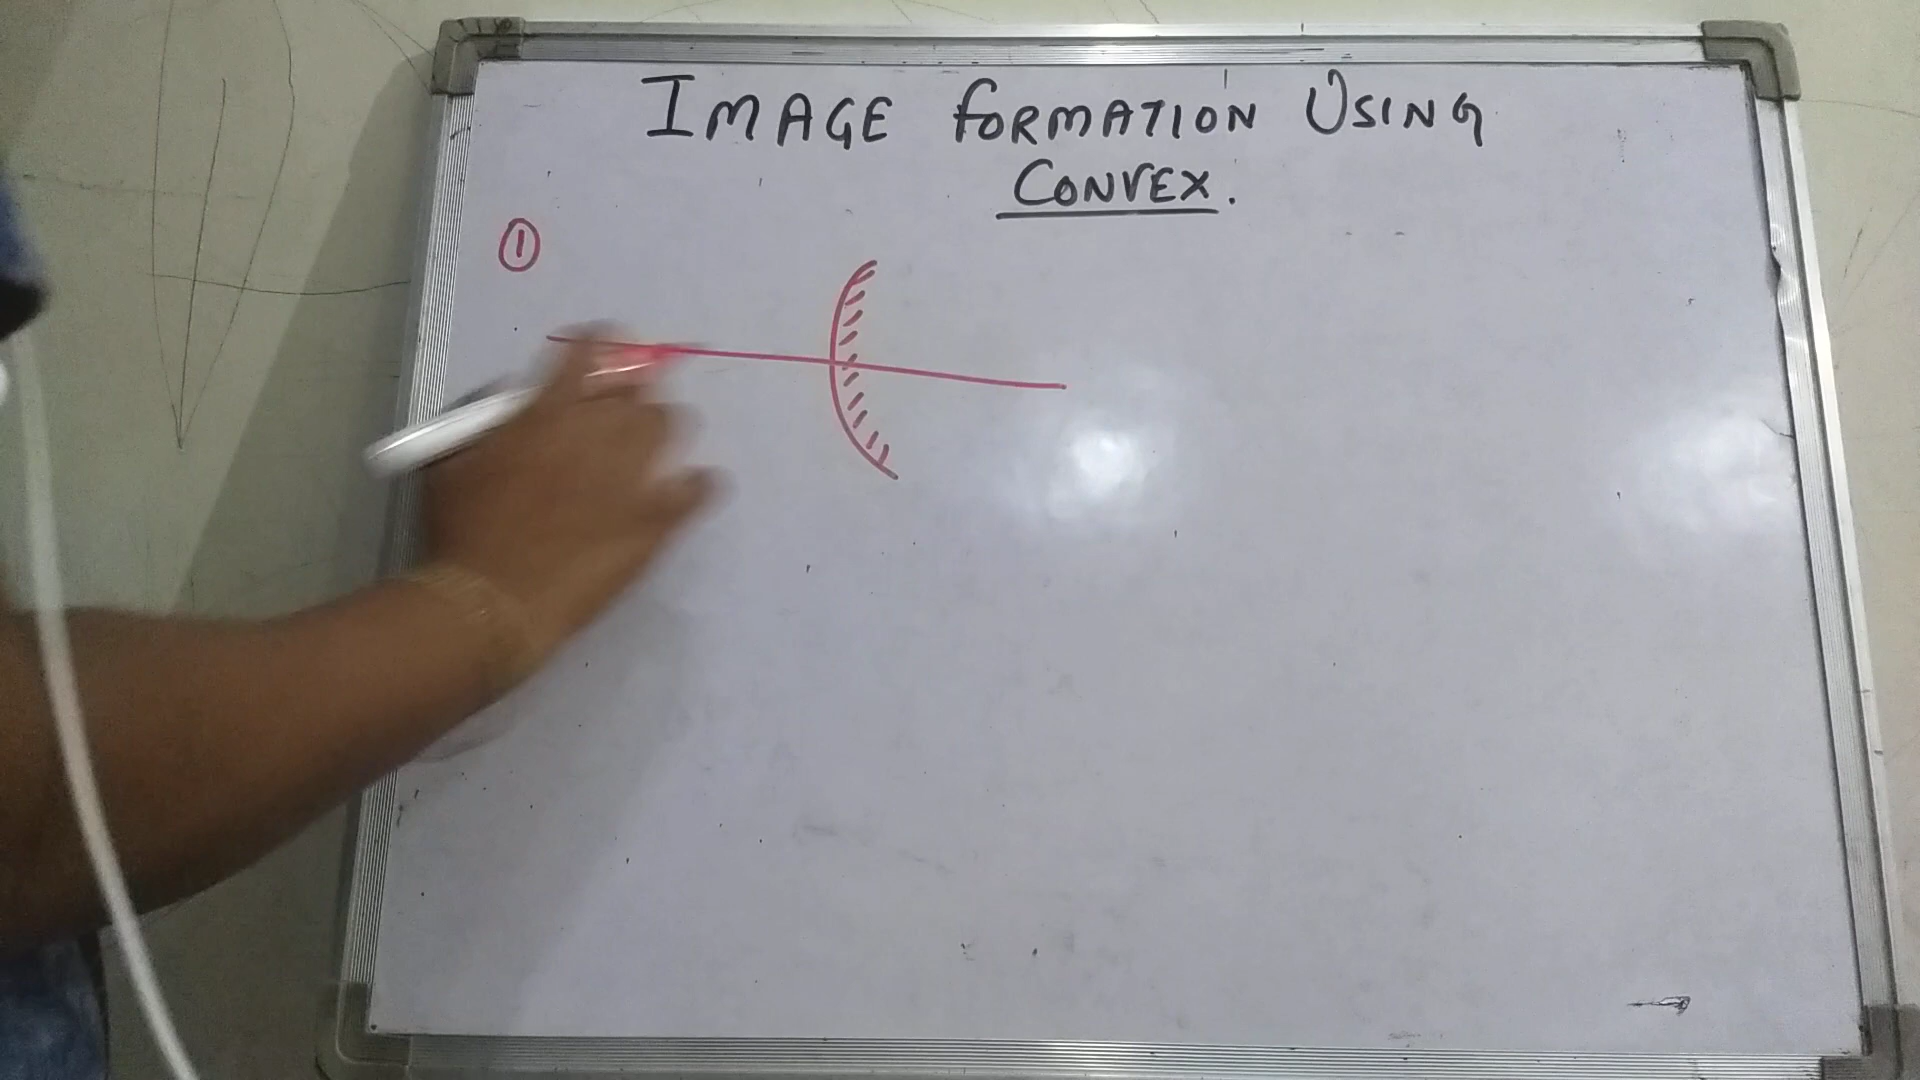 IMAGE FORMATION USING
CONVEX.
①